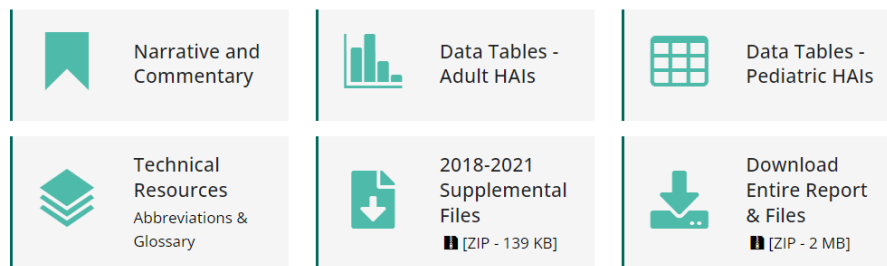 Narrative and
Commentary
Data Tables -
Adult HAIs
Data Tables -
Pediatric HAIs
Technical
Resources
Abbreviations &
Glossary
2018-2021
Supplemental
Files
[ZIP - 139 KB]
Download
Entire Report
& Files
[ZIP - 2 MB]